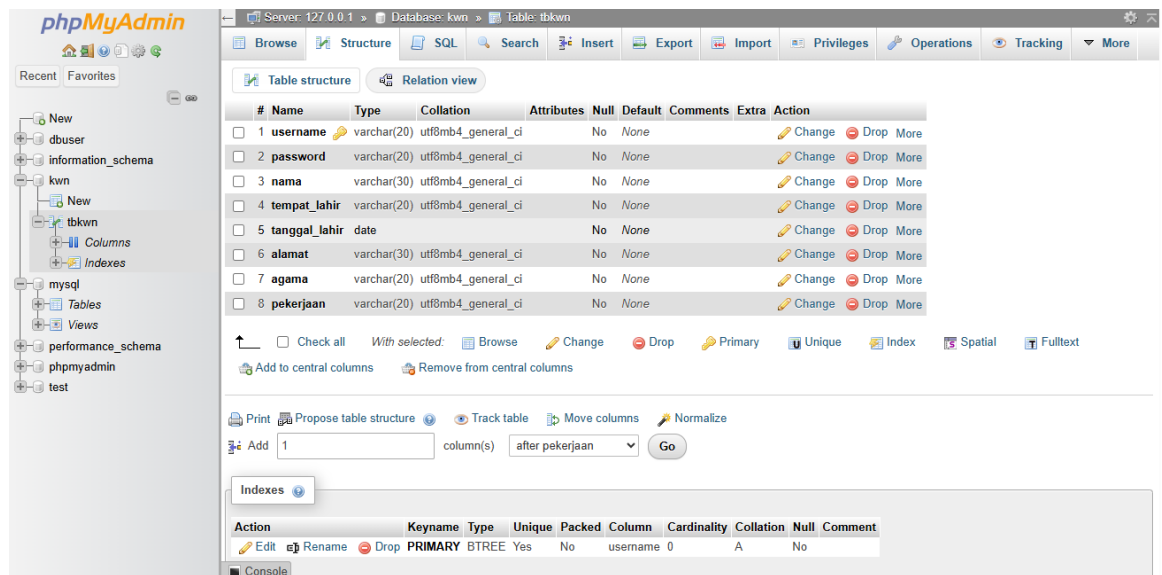 phpMyAdmin
Recent Favorites
New
dbuser
information_schema
kwn
New
tbkwn
Columns
Indexes
mysql
Tables
Views
performance_schema
phpmyadmin
test
Server: 127.0.0.1 » Database: kwn » Table: tbkwn
Browse Structure SQL Search Insert Export Import Privileges Operations Tracking More
Table structure Relation view
# Name Type Collation Attributes Null Default Comments Extra Action
1 username varchar(20) utf8mb4_general_ci No None Change Drop More
2 password varchar(20) utf8mb4_general_ci No None Change Drop More
3 nama varchar(30) utf8mb4_general_ci No None Change Drop More
4 tempat_lahir varchar(20) utf8mb4_general_ci No None Change Drop More
5 tanggal_lahir date No None Change Drop More
6 alamat varchar(30) utf8mb4_general_ci No None Change Drop More
7 agama varchar(20) utf8mb4_general_ci No None Change Drop More
8 pekerjaan varchar(20) utf8mb4_general_ci No None Change Drop More
Check all With selected: Browse Change Drop Primary Unique Index Spatial Fulltext
Add to central columns Remove from central columns
Print Propose table structure Track table Move columns Normalize
Add 1 column(s) after pekerjaan Go
Indexes
Action Keyname Type Unique Packed Column Cardinality Collation Null Comment
Edit Rename Drop PRIMARY BTREE Yes No username 0 A No
Console